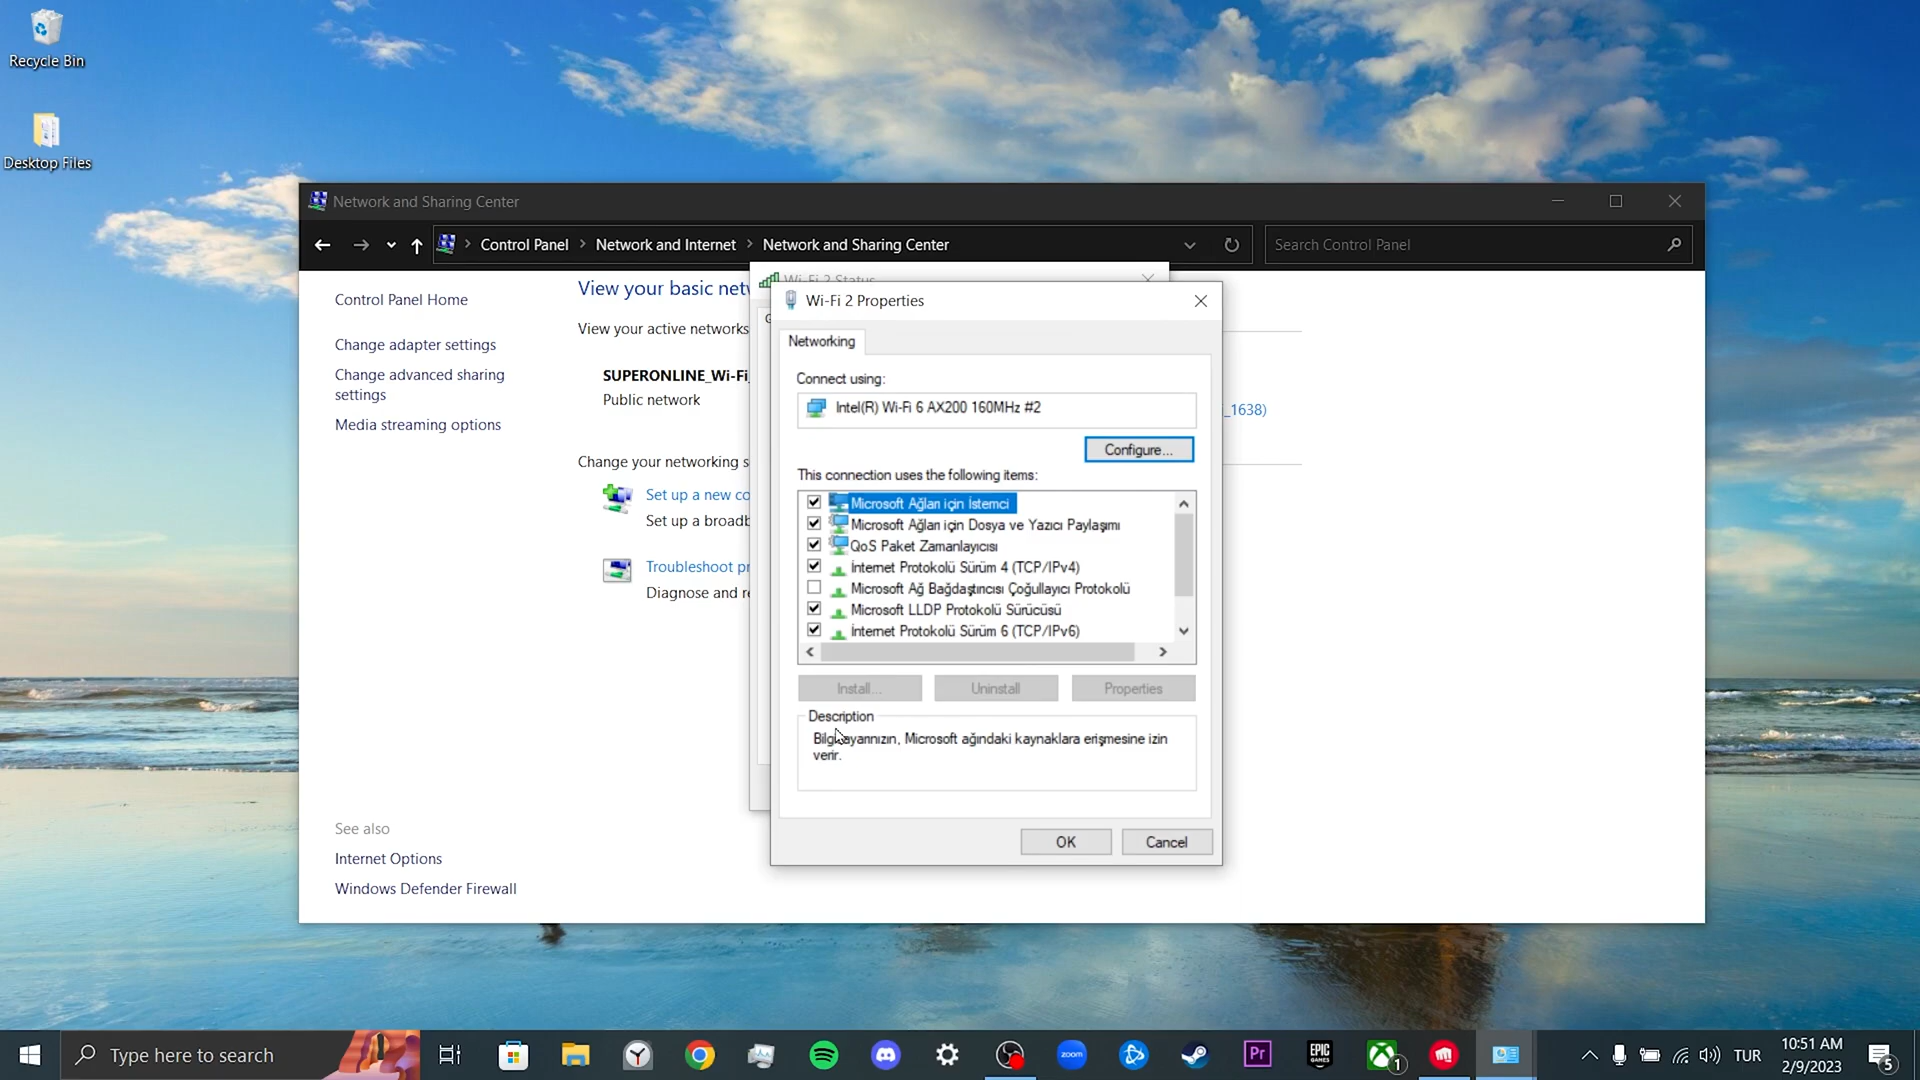 Recycle Bin
Desktop Files
Network and Sharing Center
Control Panel
Network and Internet
Network and Sharing Center
Search Control Panel
Control Panel Home
Change adapter settings
Change advanced sharing
settings
Media streaming options
See also
Internet Options
Windows Defender Firewall
View your basic
View your active networks
SUPERONLINE_Wi-Fi
Public network
_1638)
Change your networking
Set up a new
Set up a
Troubleshoot
Diagnose and
Wi-Fi 2 Status
Wi-Fi 2 Properties
Networking
Connect using:
Intel(R) Wi-Fi 6 AX200 160MHz #2
Configure...
This connection uses the following items:
Microsoft Ağları için İstemci
Microsoft Ağları için Dosya ve Yazıcı Paylaşımı
QoS Paket Zamanlayıcısı
İnternet Protokolü Sürüm 4 (TCP/IPv4)
Microsoft Ağ Bağdaştırıcısı Çoğullayıcı Protokolü
Microsoft LLDP Protokolü Sürücüsü
İnternet Protokolü Sürüm 6 (TCP/IPv6)
Install...
Uninstall
Properties
Description
Bilgisayarınızın, Microsoft ağındaki kaynaklara erişmesine izin
verir.
OK
Cancel
Type here to search
zoom
Pr
EPIC
GAMES
1
TUR
10:51 AM
2/9/2023
5